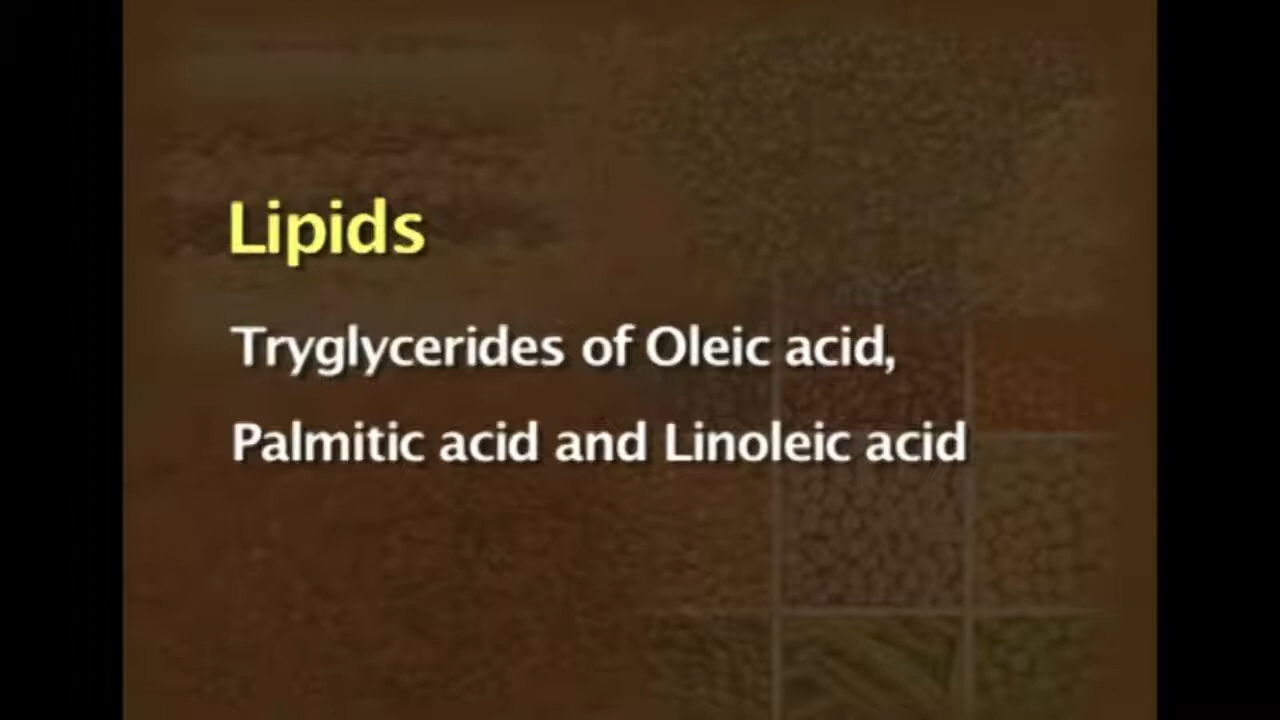 Lipids
Tryglycerides of Oleic acid,
Palmitic acid and Linoleic acid